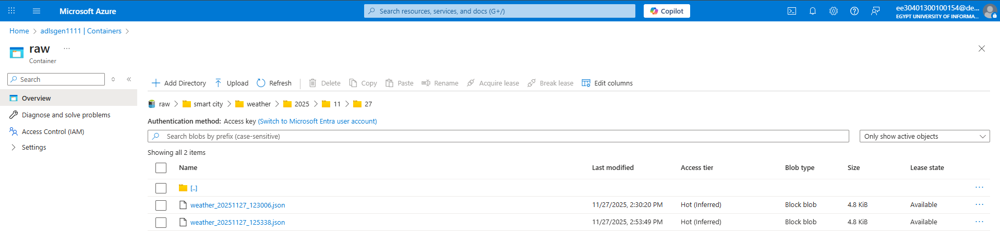 Microsoft Azure
Search resources, services, and docs (G+/)
Copilot
ee30401300100154@de...
EGYPT UNIVERSITY OF INFORMA...
Home > adlsgen1111 | Containers >
raw ...
Container
Search
Overview
Diagnose and solve problems
Access Control (IAM)
Settings
Add Directory Upload Refresh Delete Copy Paste Rename Acquire lease Break lease Edit columns
raw > smart city > weather > 2025 > 11 > 27
Authentication method: Access key (Switch to Microsoft Entra user account)
Search blobs by prefix (case-sensitive)
Only show active objects
Showing all 2 items
Name Last modified Access tier Blob type Size Lease state
[..] ...
weather_20251127_123006.json 11/27/2025, 2:30:20 PM Hot (Inferred) Block blob 4.8 KiB Available ...
weather_20251127_125338.json 11/27/2025, 2:53:49 PM Hot (Inferred) Block blob 4.8 KiB Available ...